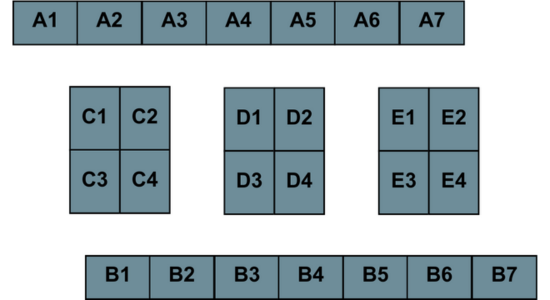 A1 A2 A3 A4 A5 A6 A7
C1 C2 D1 D2 E1 E2
C3 C4 D3 D4 E3 E4
B1 B2 B3 B4 B5 B6 B7